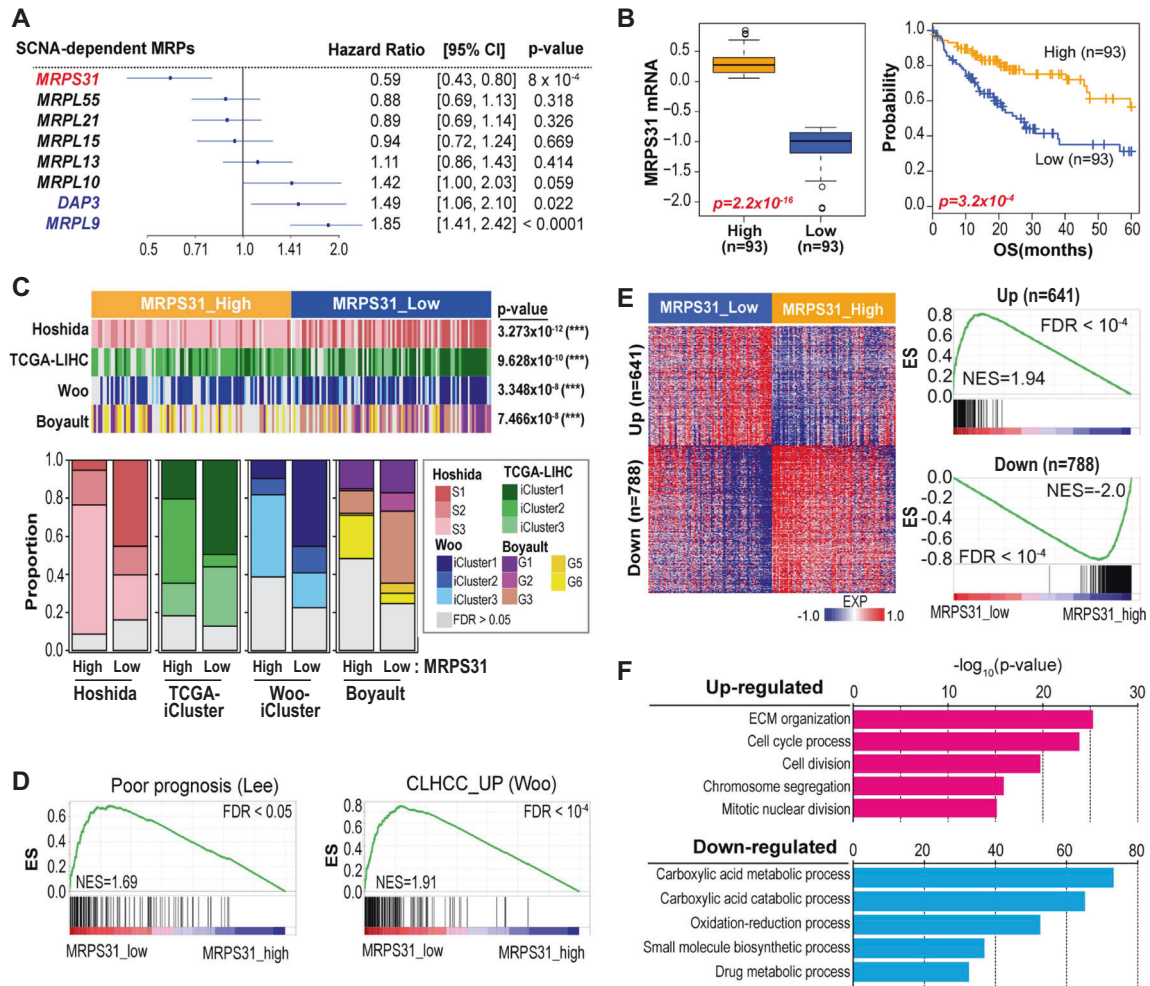 A
SCNA-dependent MRPs Hazard Ratio [95% CI] p-value
MRPS31 0.59 [0.43, 0.80] 8 x 10-4
MRPL55 0.88 [0.69, 1.13] 0.318
MRPL21 0.89 [0.69, 1.14] 0.326
MRPL15 0.94 [0.72, 1.24] 0.669
MRPL13 1.11 [0.86, 1.43] 0.414
MRPL10 1.42 [1.00, 2.03] 0.059
DAP3 1.49 [1.06, 2.10] 0.022
MRPL9 1.85 [1.41, 2.42] < 0.0001
0.5 0.71 1.0 1.41 2.0
B
MRPS31 mRNA
0.5
0.0
−0.5
−1.0
−1.5
−2.0
p=2.2x10-16
High Low
(n=93) (n=93)
Probability
1.0
0.8
0.6
0.4
0.2
0.0
High (n=93)
Low (n=93)
p=3.2x10-4
0 10 20 30 40 50 60
OS(months)
C
MRPS31_High MRPS31_Low p-value
Hoshida 3.273x10-12 (***)
TCGA-LIHC 9.628x10-10 (***)
Woo 3.348x10-8 (***)
Boyault 7.466x10-8 (***)
Proportion
1.0
0.8
0.6
0.4
0.2
0.0
High Low High Low High Low High Low : MRPS31
Hoshida TCGA-iCluster Woo-iCluster Boyault
Hoshida
S1
S2
S3
TCGA-LIHC
iCluster1
iCluster2
iCluster3
Woo
iCluster1
iCluster2
iCluster3
FDR > 0.05
Boyault
G1
G2
G3
G5
G6
D
Poor prognosis (Lee)
FDR < 0.05
ES
0.6
0.4
0.2
0.0
NES=1.69
MRPS31_low MRPS31_high
CLHCC_UP (Woo)
FDR < 10-4
ES
0.8
0.6
0.4
0.2
0.0
NES=1.91
MRPS31_low MRPS31_high
E
MRPS31_Low MRPS31_High
Up (n=641)
Down (n=788)
EXP
-1.0 1.0
Up (n=641)
FDR < 10-4
ES
0.8
0.6
0.4
0.2
0.0
NES=1.94
Down (n=788)
NES=-2.0
ES
0.0
-0.2
-0.4
-0.6
-0.8
FDR < 10-4
MRPS31_low MRPS31_high
F
-log10(p-value)
Up-regulated 0 10 20 30
ECM organization
Cell cycle process
Cell division
Chromosome segregation
Mitotic nuclear division
Down-regulated 0 20 40 60 80
Carboxylic acid metabolic process
Carboxylic acid catabolic process
Oxidation-reduction process
Small molecule biosynthetic process
Drug metabolic process